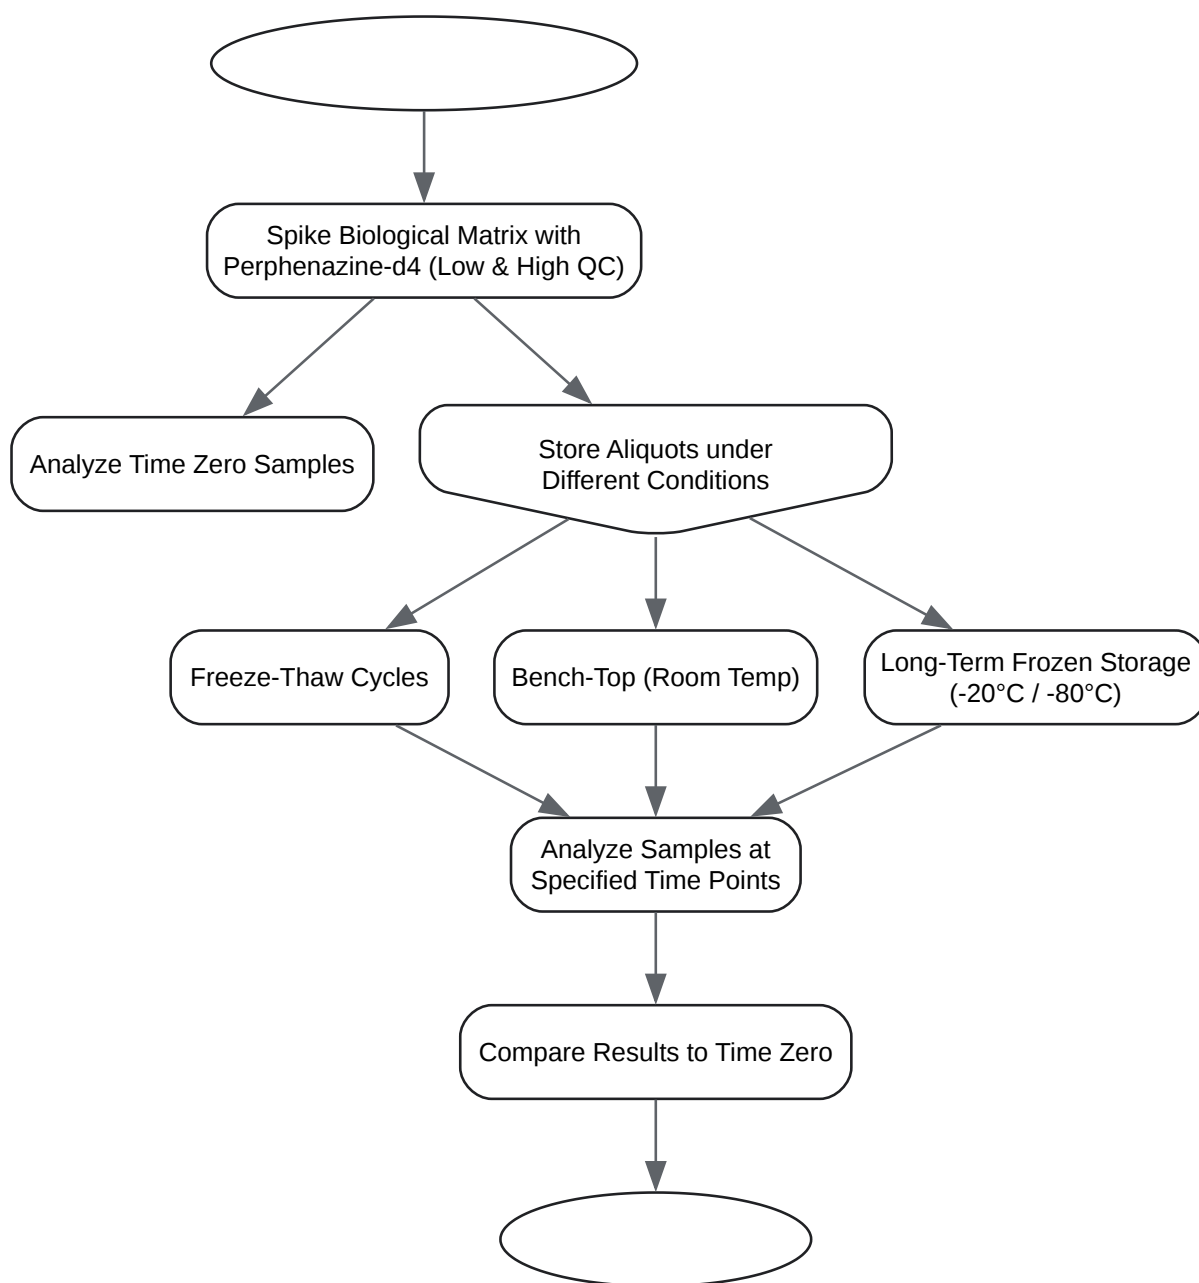 Spike Biological Matrix with
Perphenazine-d4 (Low & High QC)
Analyze Time Zero Samples
Store Aliquots under
Different Conditions
Freeze-Thaw Cycles
Bench-Top (Room Temp)
Long-Term Frozen Storage
(-20°C / -80°C)
Analyze Samples at
Specified Time Points
Compare Results to Time Zero